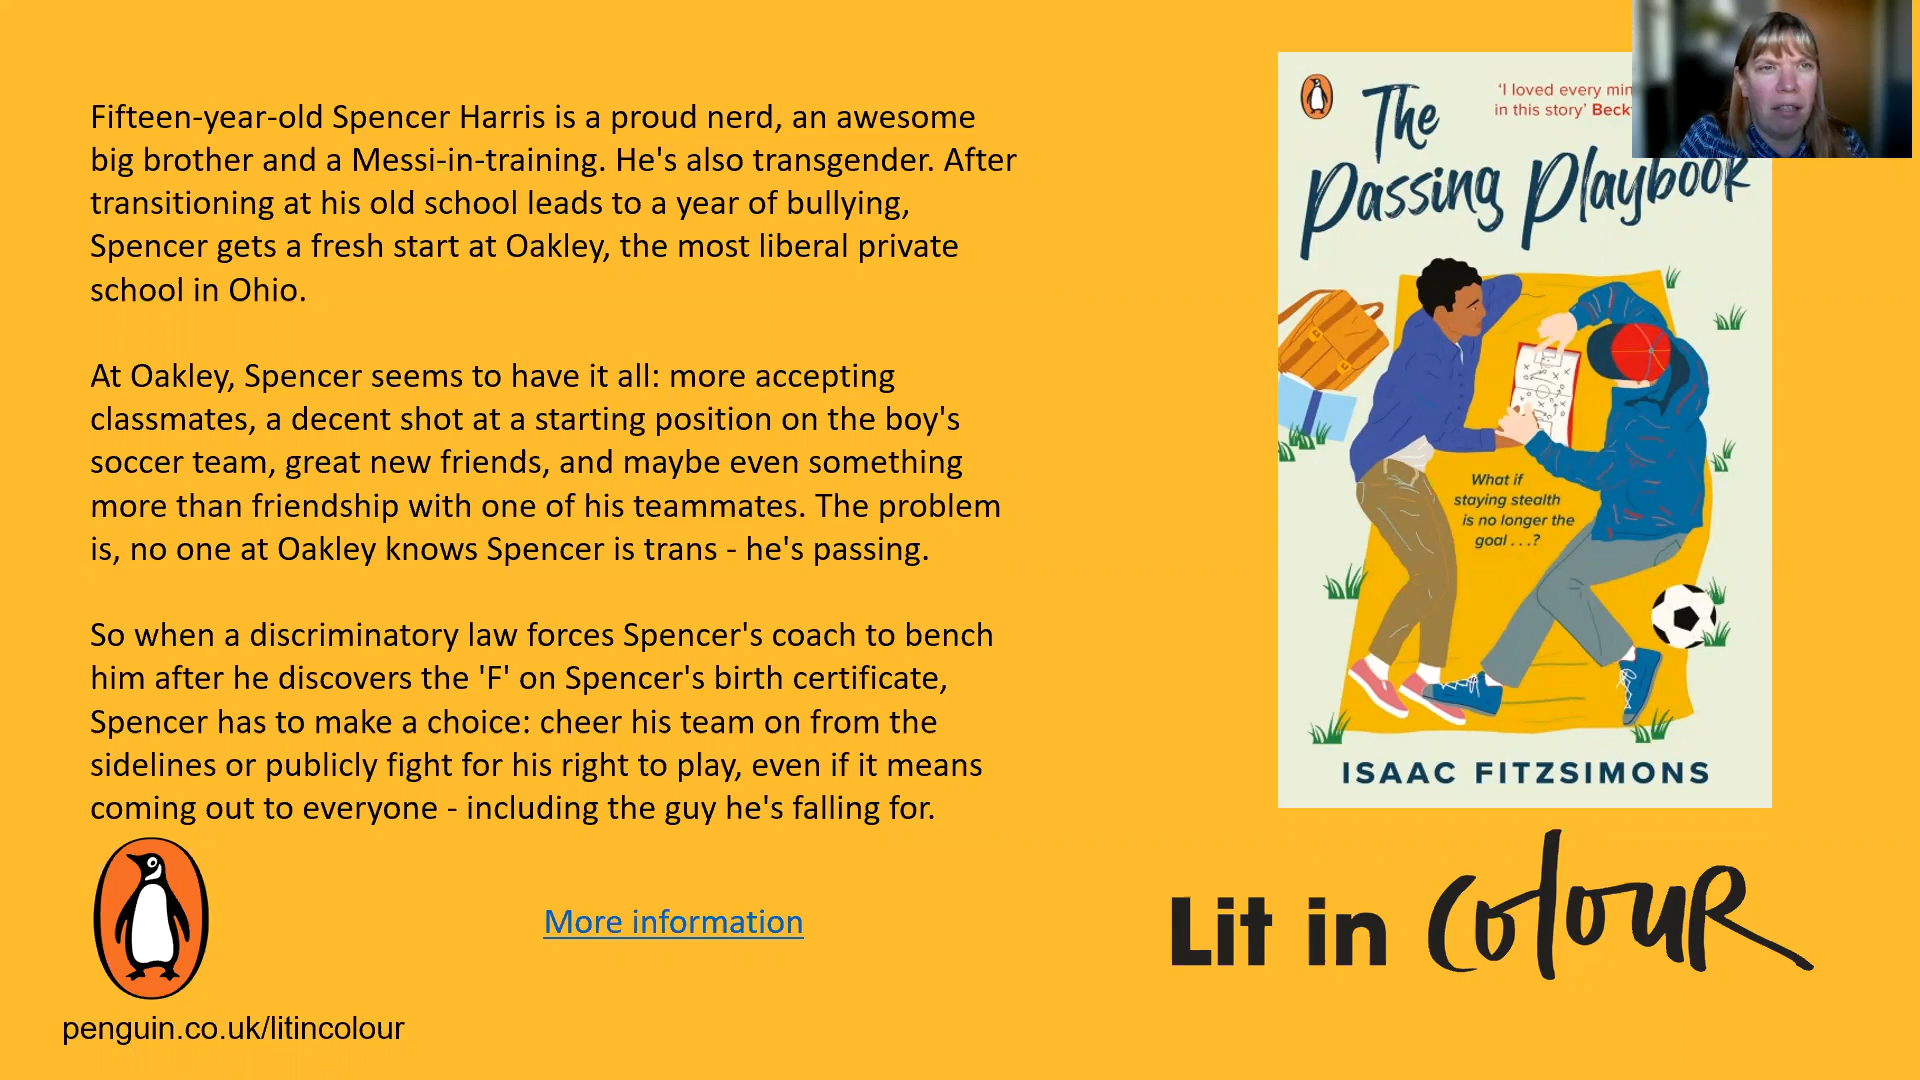 Fifteen-year-old Spencer Harris is a proud nerd, an awesome
big brother and a Messi-in-training. He's also transgender. After
transitioning at his old school leads to a year of bullying,
Spencer gets a fresh start at Oakley, the most liberal private
school in Ohio.
At Oakley, Spencer seems to have it all: more accepting
classmates, a decent shot at a starting position on the boy's
soccer team, great new friends, and maybe even something
more than friendship with one of his teammates. The problem
is, no one at Oakley knows Spencer is trans - he's passing.
So when a discriminatory law forces Spencer's coach to bench
him after he discovers the 'F' on Spencer's birth certificate,
Spencer has to make a choice: cheer his team on from the
sidelines or publicly fight for his right to play, even if it means
coming out to everyone - including the guy he's falling for.
More information
penguin.co.uk/litincolour
'I loved every
in this story' Beck
The
Passing Playbook
What if
staying stealth
is no longer the
goal . . .?
ISAAC FITZSIMONS
Lit in Colour